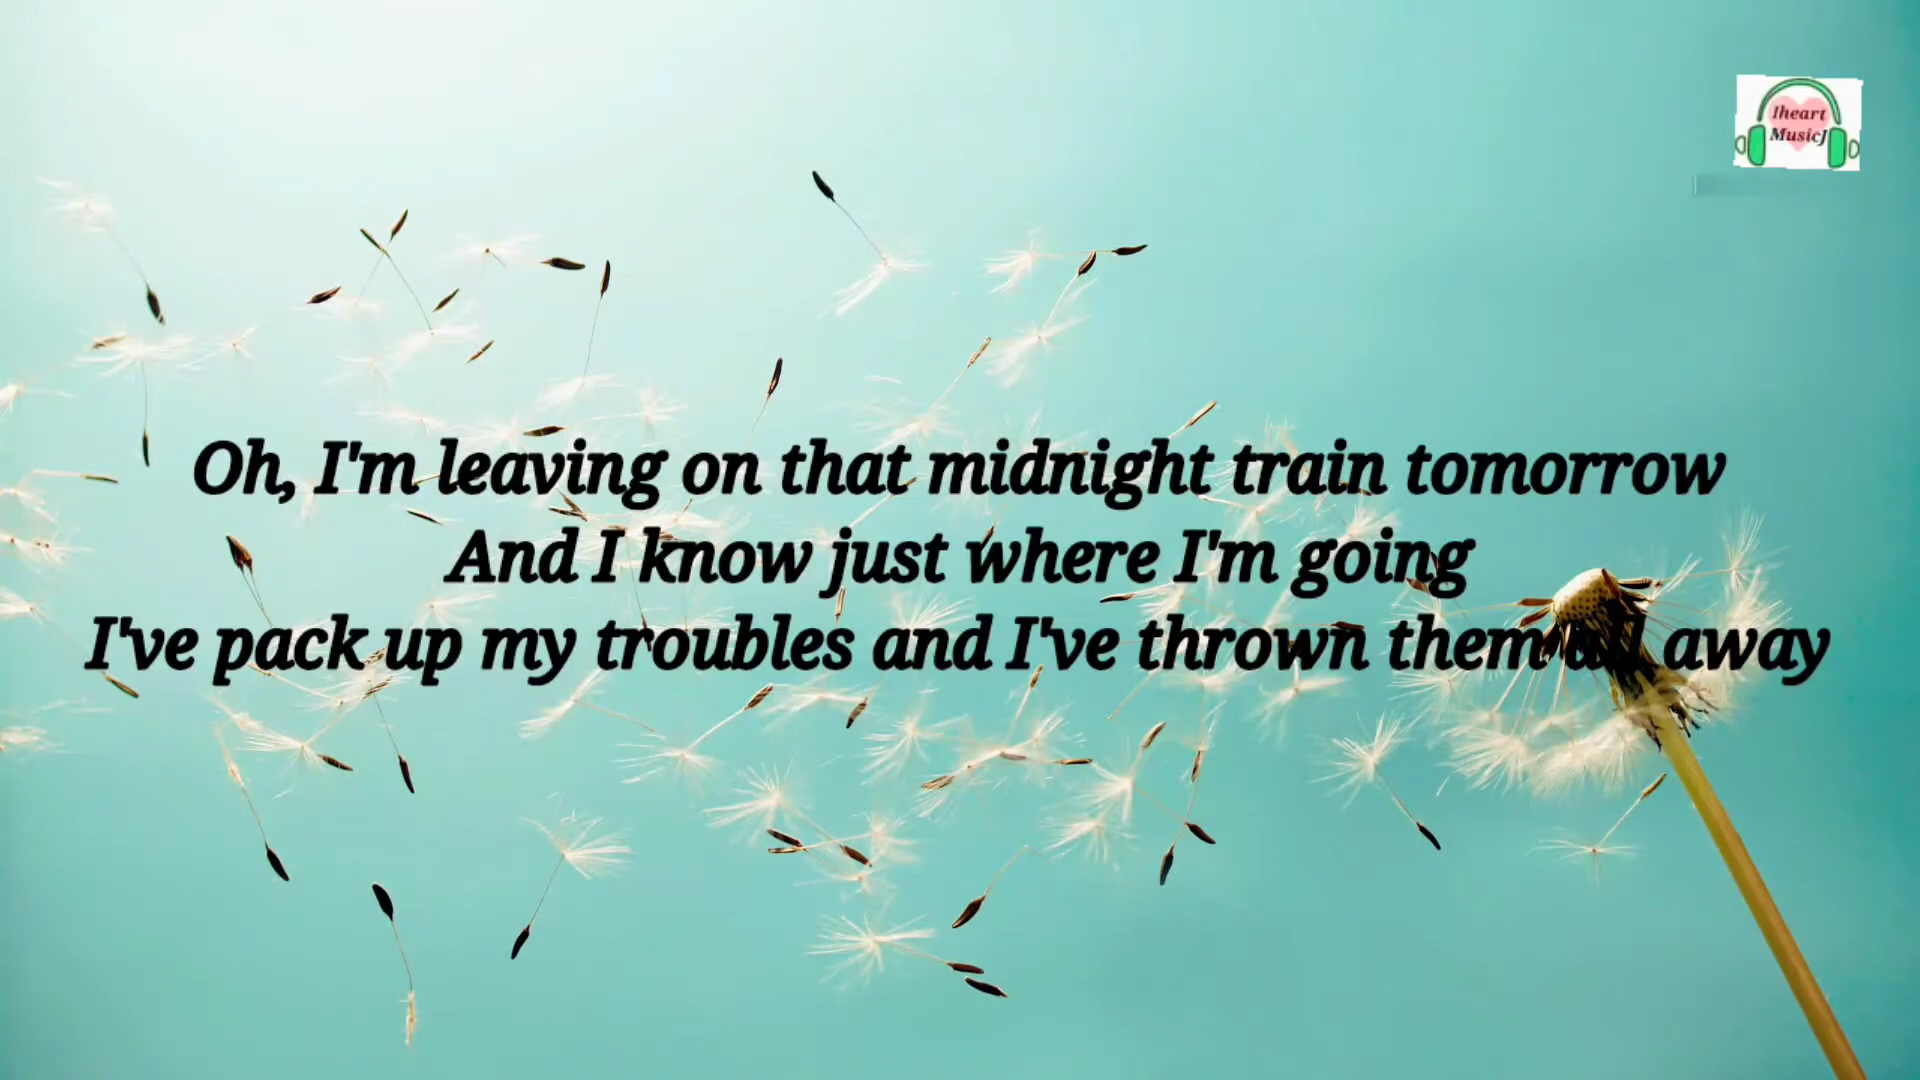 Iheart
MusicJ
Oh, I'm leaving on that midnight train tomorrow
And I know just where I'm going
I've pack up my troubles and I've thrown them all away